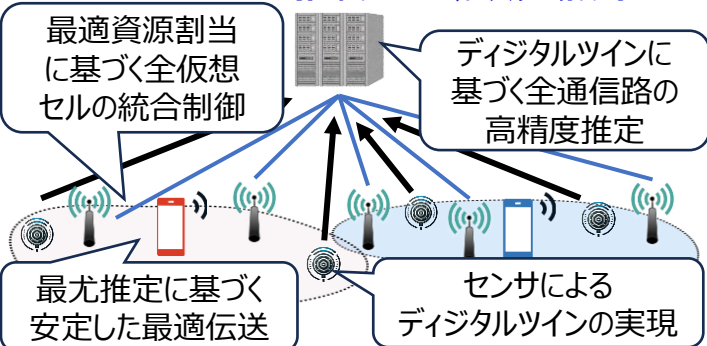 最適資源割当
に基づく全仮想
セルの統合制御
ディジタルツインに
基づく全通信路の
高精度推定
最尤推定に基づく
安定した最適伝送
センサによる
ディジタルツインの実現